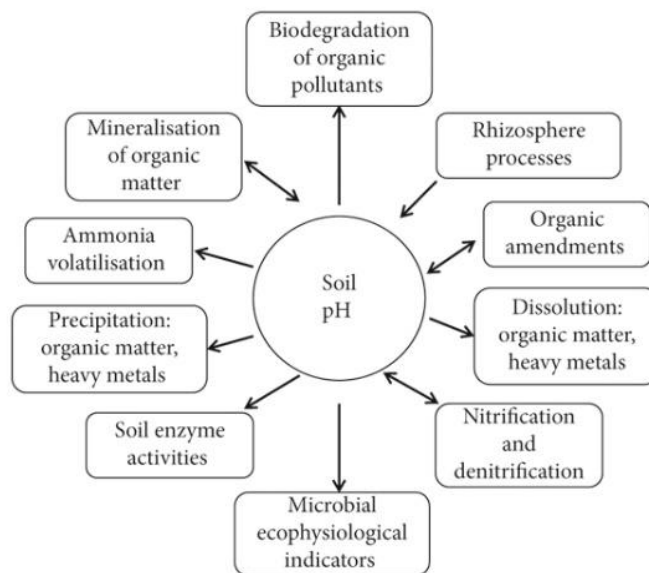 Biodegradation
of organic
pollutants
Mineralisation
of organic
matter
Rhizosphere
processes
Ammonia
volatilisation
Organic
amendments
Soil
pH
Precipitation:
organic matter,
heavy metals
Dissolution:
organic matter,
heavy metals
Soil enzyme
activities
Nitrification
and
denitrification
Microbial
ecophysiological
indicators